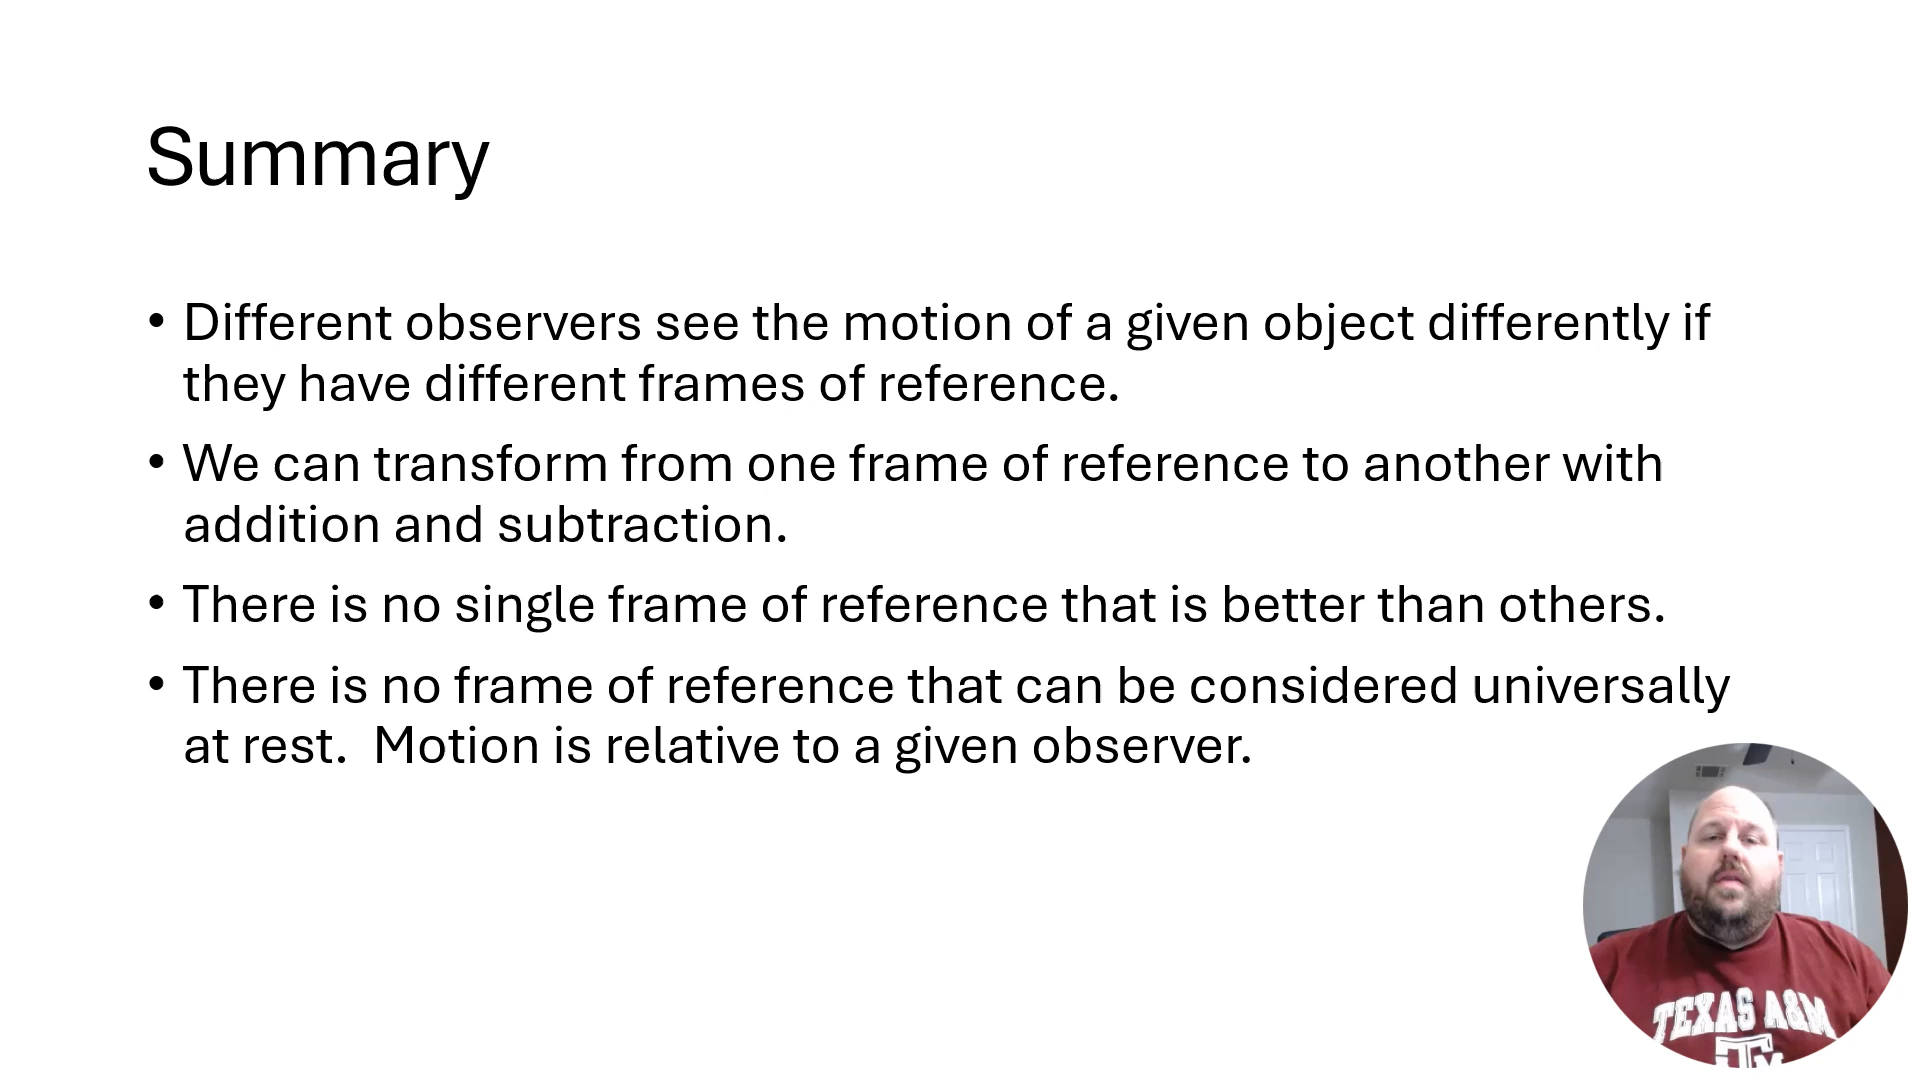 Summary
• Different observers see the motion of a given object differently if
they have different frames of reference.
• We can transform from one frame of reference to another with
addition and subtraction.
• There is no single frame of reference that is better than others.
• There is no frame of reference that can be considered universally
at rest.  Motion is relative to a given observer.
TEXAS A&M
ATM